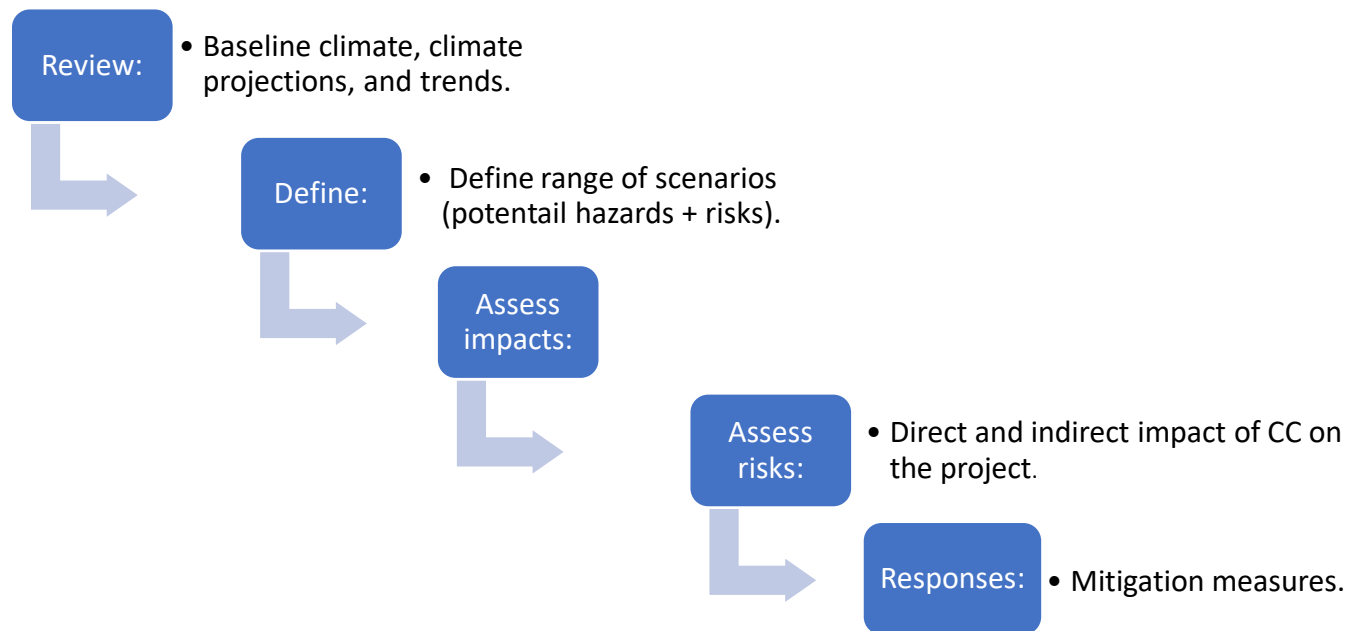 Review:
• Baseline climate, climate
projections, and trends.
Define:
• Define range of scenarios
(potentail hazards + risks).
Assess
impacts:
Assess
risks:
• Direct and indirect impact of CC on
the project.
Responses:
• Mitigation measures.